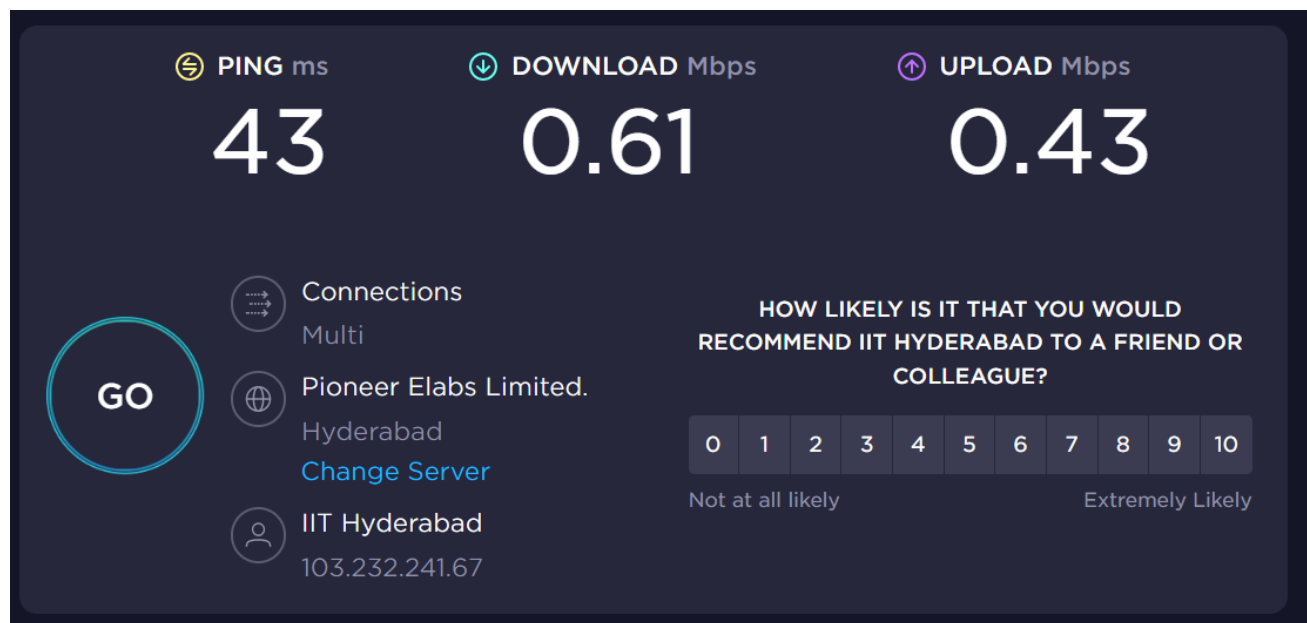 PING ms
43
DOWNLOAD Mbps
0.61
UPLOAD Mbps
0.43
GO
Connections
Multi
Pioneer Elabs Limited.
Hyderabad
Change Server
IIT Hyderabad
103.232.241.67
HOW LIKELY IS IT THAT YOU WOULD
RECOMMEND IIT HYDERABAD TO A FRIEND OR
COLLEAGUE?
0 1 2 3 4 5 6 7 8 9 10
Not at all likely Extremely Likely